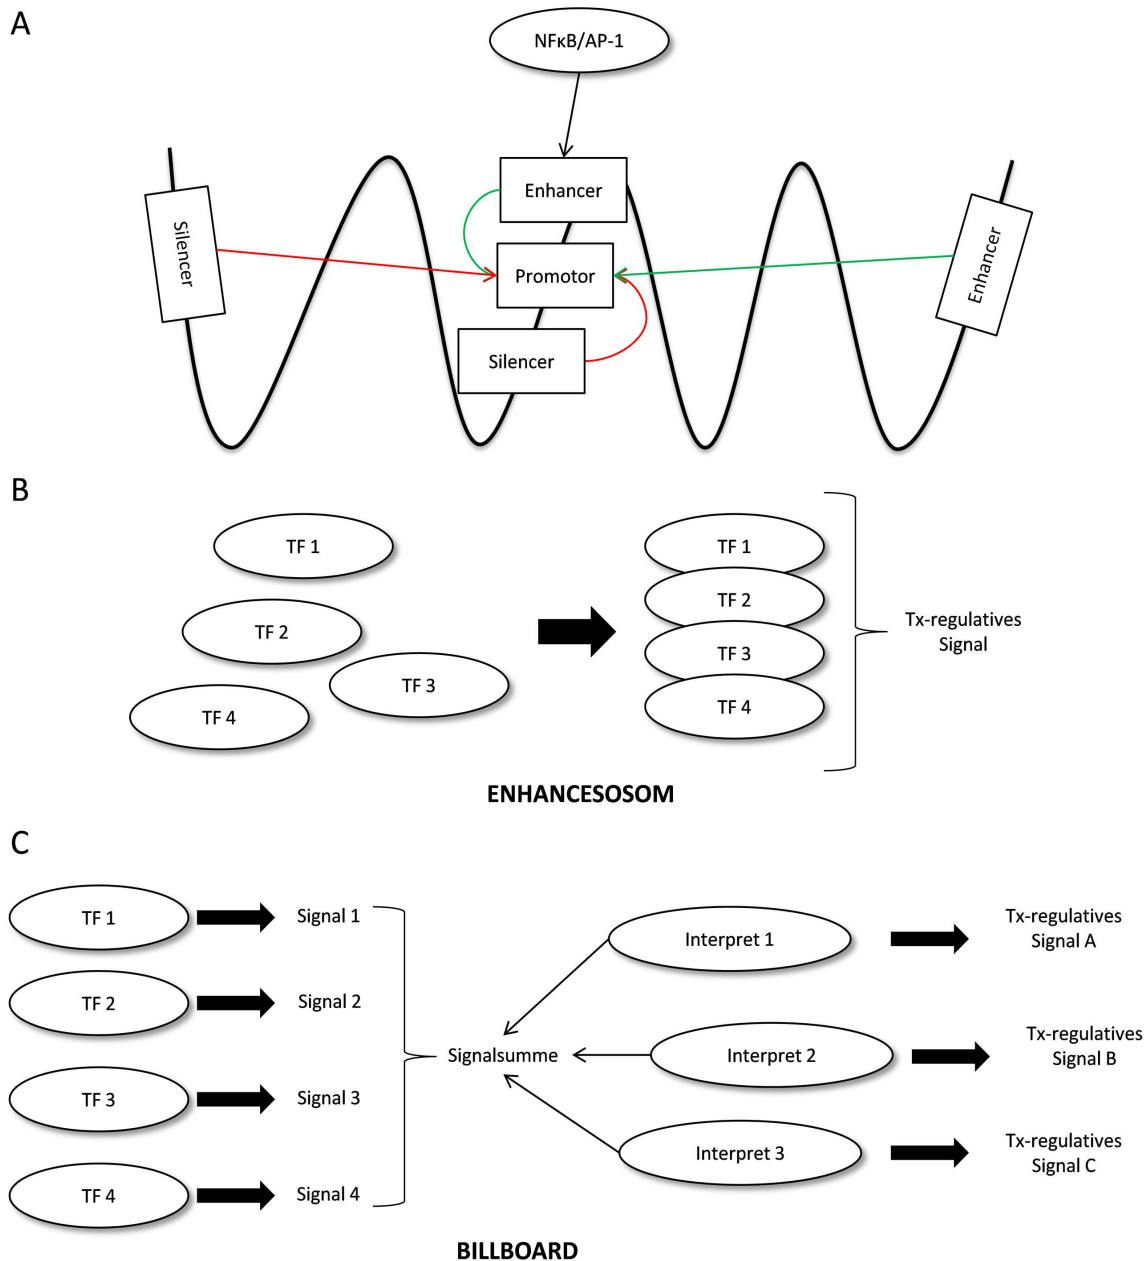 A
NFκB/AP-1
Silencer
Enhancer
Promotor
Silencer
Enhancer
B
TF 1
TF 2
TF 3
TF 4
TF 1
TF 2
TF 3
TF 4
Tx-regulatives
Signal
ENHANCESOSOM
C
TF 1
Signal 1
TF 2
Signal 2
TF 3
Signal 3
TF 4
Signal 4
Signalsumme
Interpret 1
Tx-regulatives
Signal A
Interpret 2
Tx-regulatives
Signal B
Interpret 3
Tx-regulatives
Signal C
BILLBOARD